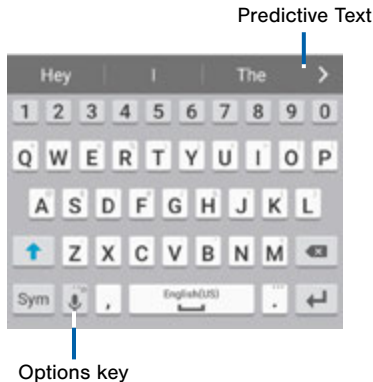 Predictive Text
Hey I The
1 2 3 4 5 6 7 8 9 0
Q W E R T Y U I O P
A S D F G H J K L
Z X C V B N M
Sym , English(US) .
Options key